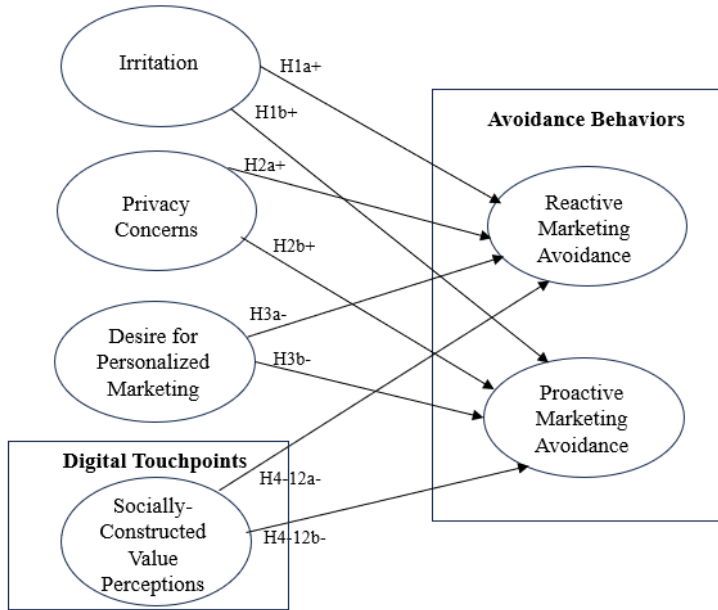 Irritation
H1a+
H1b+
Avoidance Behaviors
H2a+
Privacy
Concerns
Reactive
Marketing
Avoidance
H2b+
H3a-
Desire for
Personalized
Marketing
H3b-
Proactive
Marketing
Avoidance
Digital Touchpoints
H4-12a-
Socially-
Constructed
Value
Perceptions
H4-12b-